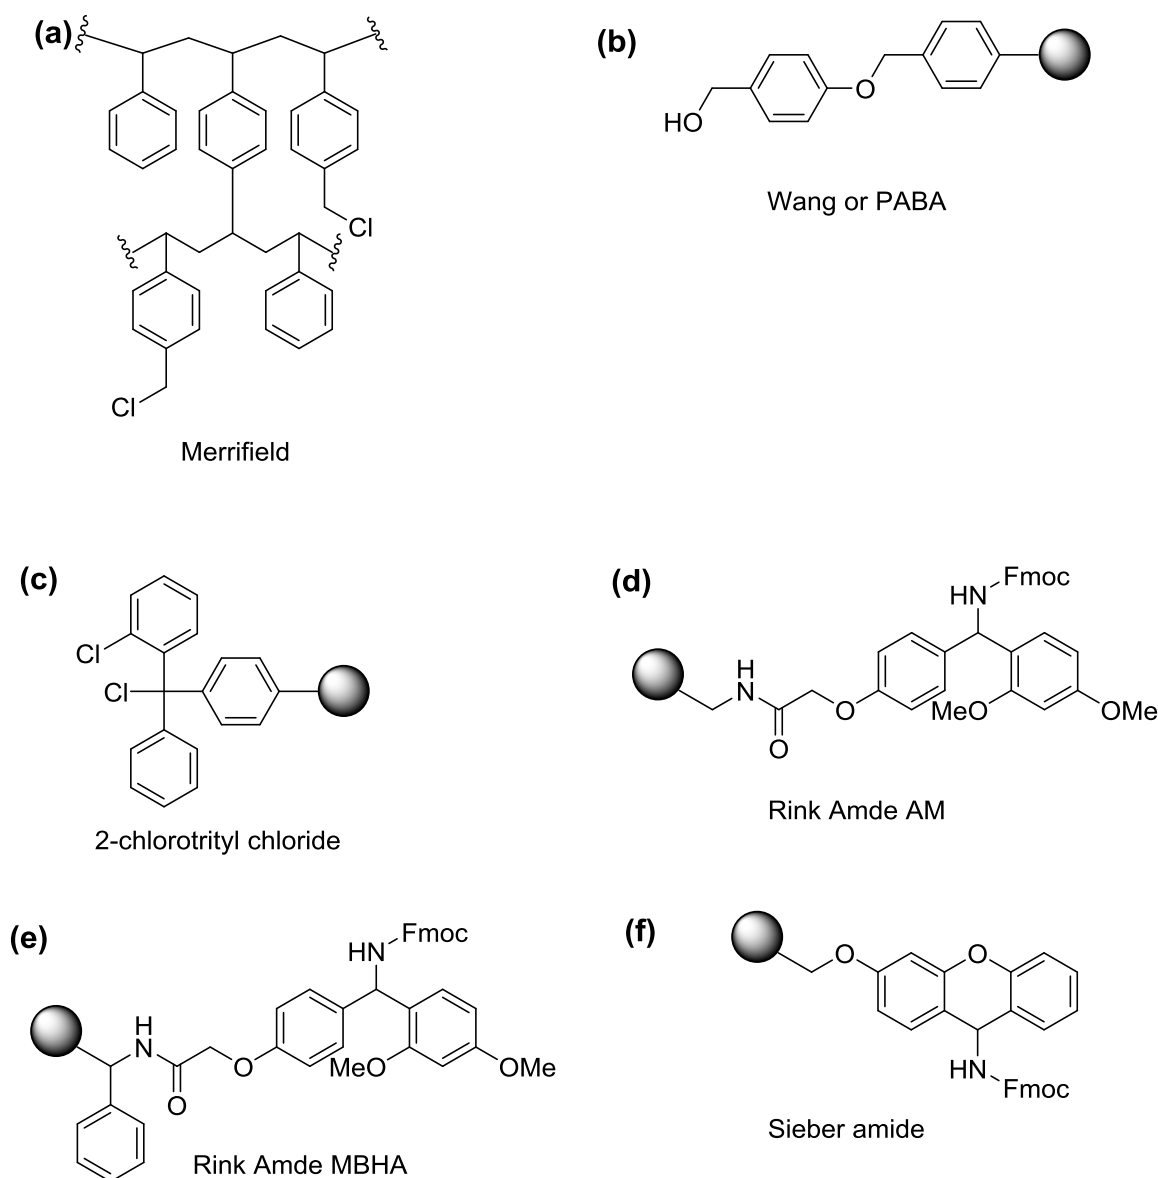 (a)
Cl
Cl
Merrifield
(b)
HO
O
Wang or PABA
(c)
Cl
Cl
2-chlorotrityl chloride
(d)
Fmoc
HN
H
N
O
O
MeO
OMe
Rink Amde AM
(e)
Fmoc
HN
H
N
O
O
MeO
OMe
Rink Amde MBHA
(f)
O
O
HN
Fmoc
Sieber amide